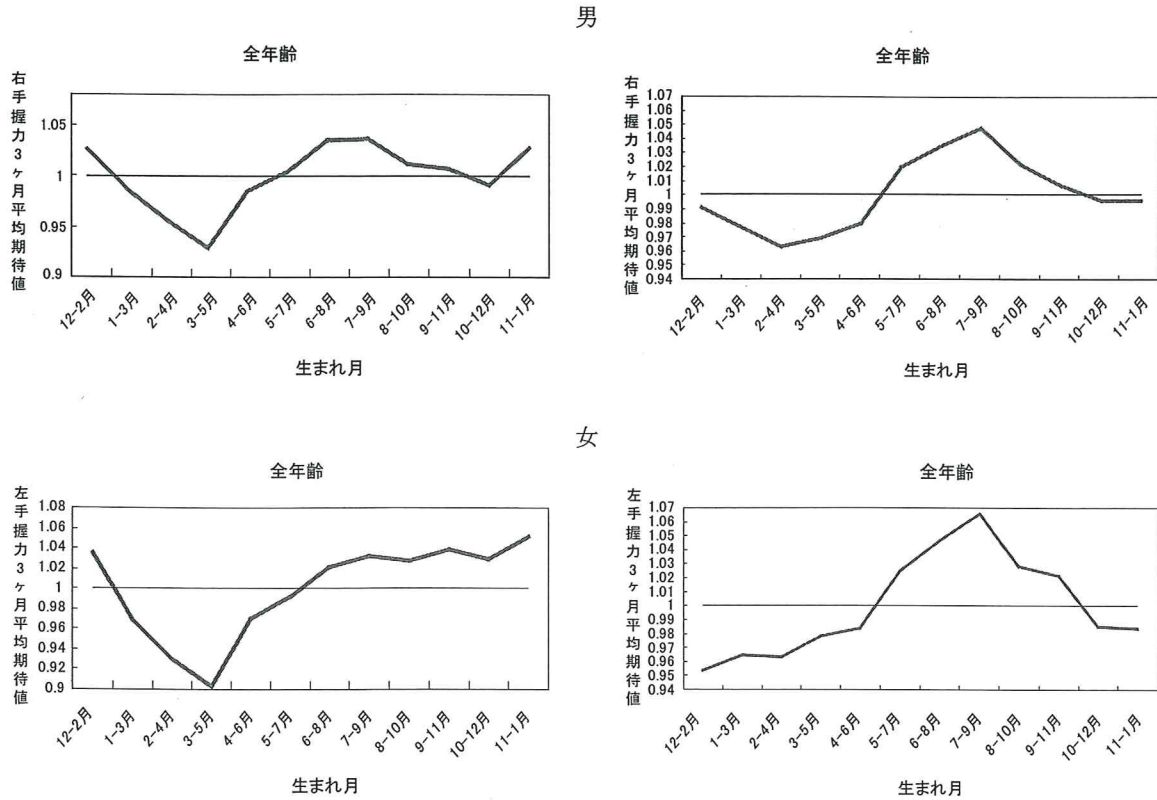 男
全年齢
右手握力3ヶ月平均期待値
1.05
1
0.95
0.9
12-2月
1-3月
2-4月
3-5月
4-6月
5-7月
6-8月
7-9月
8-10月
9-11月
10-12月
11-1月
生まれ月
全年齢
右手握力3ヶ月平均期待値
1.07
1.06
1.05
1.04
1.03
1.02
1.01
1
0.99
0.98
0.97
0.96
0.95
0.94
12-2月
1-3月
2-4月
3-5月
4-6月
5-7月
6-8月
7-9月
8-10月
9-11月
10-12月
11-1月
生まれ月
女
全年齢
左手握力3ヶ月平均期待値
1.08
1.06
1.04
1.02
1
0.98
0.96
0.94
0.92
0.9
12-2月
1-3月
2-4月
3-5月
4-6月
5-7月
6-8月
7-9月
8-10月
9-11月
10-12月
11-1月
生まれ月
全年齢
左手握力3ヶ月平均期待値
1.07
1.06
1.05
1.04
1.03
1.02
1.01
1
0.99
0.98
0.97
0.96
0.95
0.94
12-2月
1-3月
2-4月
3-5月
4-6月
5-7月
6-8月
7-9月
8-10月
9-11月
10-12月
11-1月
生まれ月